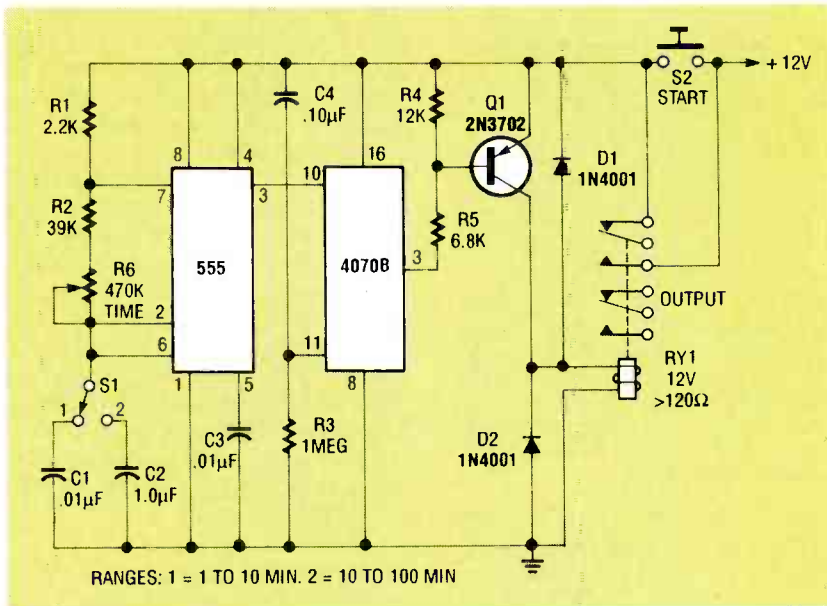 S2
START
+ 12V
R1
2.2K
C4
.10µF
R4
12K
Q1
2N3702
D1
1N4001
8
4
16
7
3
10
R2
39K
R5
6.8K
555
4070B
3
R6
470K
TIME
2
OUTPUT
6
11
RY1
12V
>120Ω
S1
1
5
8
1
2
C3
.01µF
R3
1MEG
D2
1N4001
C1
.01µF
C2
1.0µF
RANGES: 1 = 1 TO 10 MIN. 2 = 10 TO 100 MIN